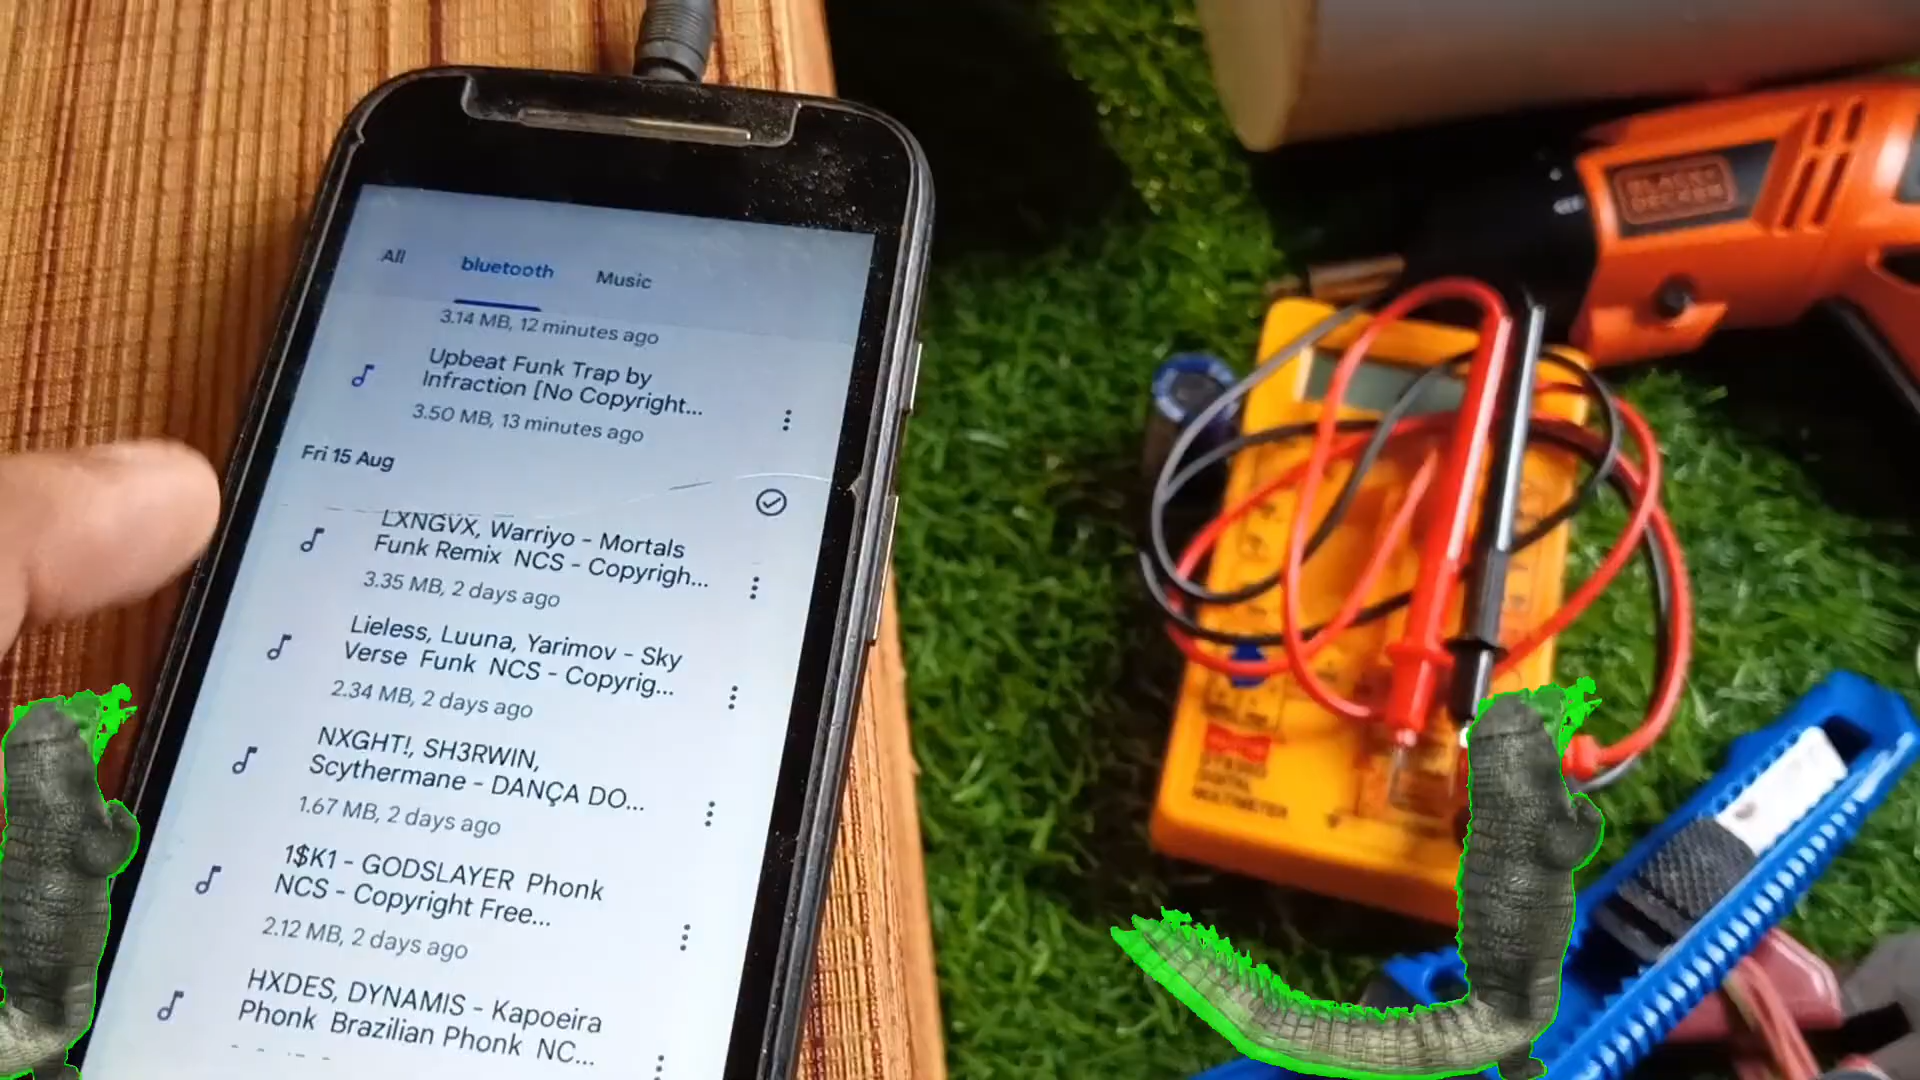 All bluetooth Music
3.14 MB, 12 minutes ago
Upbeat Funk Trap by
Infraction [No Copyright...
3.50 MB, 13 minutes ago
Fri 15 Aug
LXNGVX, Warriyo - Mortals
Funk Remix NCS - Copyrigh...
3.35 MB, 2 days ago
Lieless, Luuna, Yarimov - Sky
Verse Funk NCS - Copyrig...
2.34 MB, 2 days ago
NXGHT!, SH3RWIN,
Scythermane - DANÇA DO...
1.67 MB, 2 days ago
1$K1 - GODSLAYER Phonk
NCS - Copyright Free...
2.12 MB, 2 days ago
HXDES, DYNAMIS - Kapoeira
Phonk Brazilian Phonk NC...
BLACK+
DECKER
DIGITAL
MULTIMETER